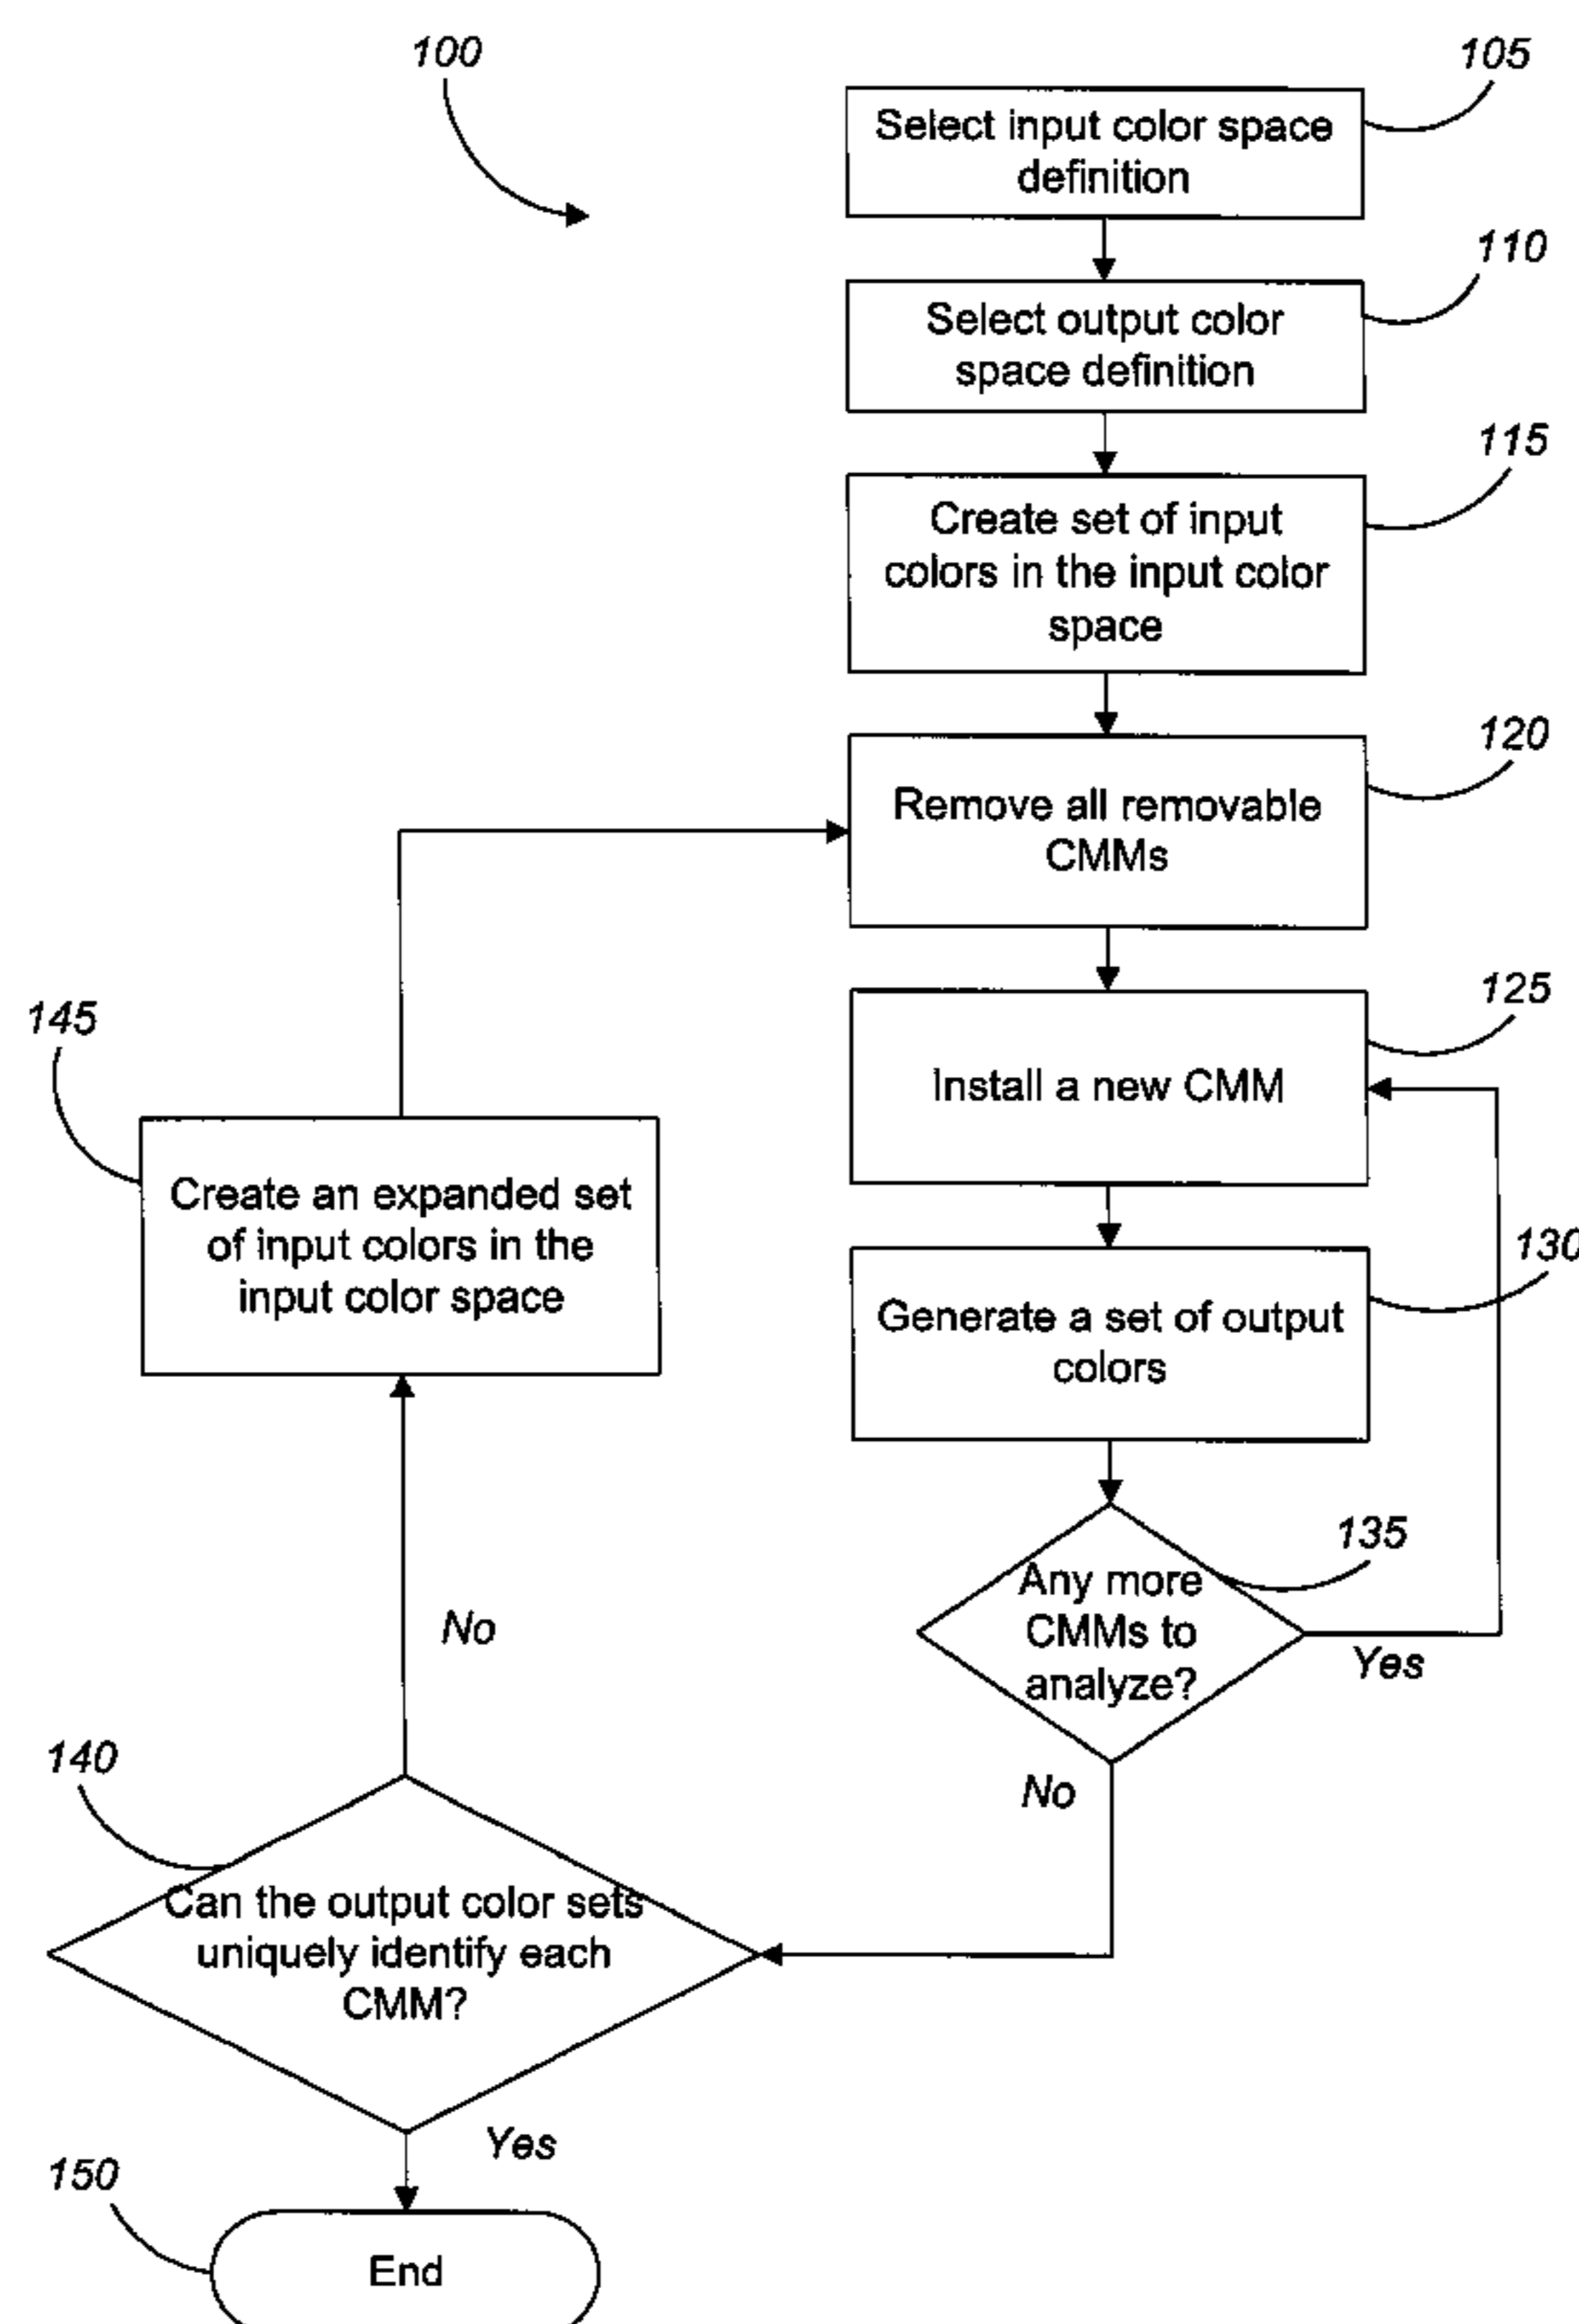 100
105
Select input color space
definition
110
Select output color
space definition
115
Create set of input
colors in the input color
space
120
Remove all removable
CMMs
125
Install a new CMM
145
Create an expanded set
of input colors in the
input color space
130
Generate a set of output
colors
135
Any more
CMMs to
analyze?
Yes
No
No
140
Can the output color sets
uniquely identify each
CMM?
Yes
150
End